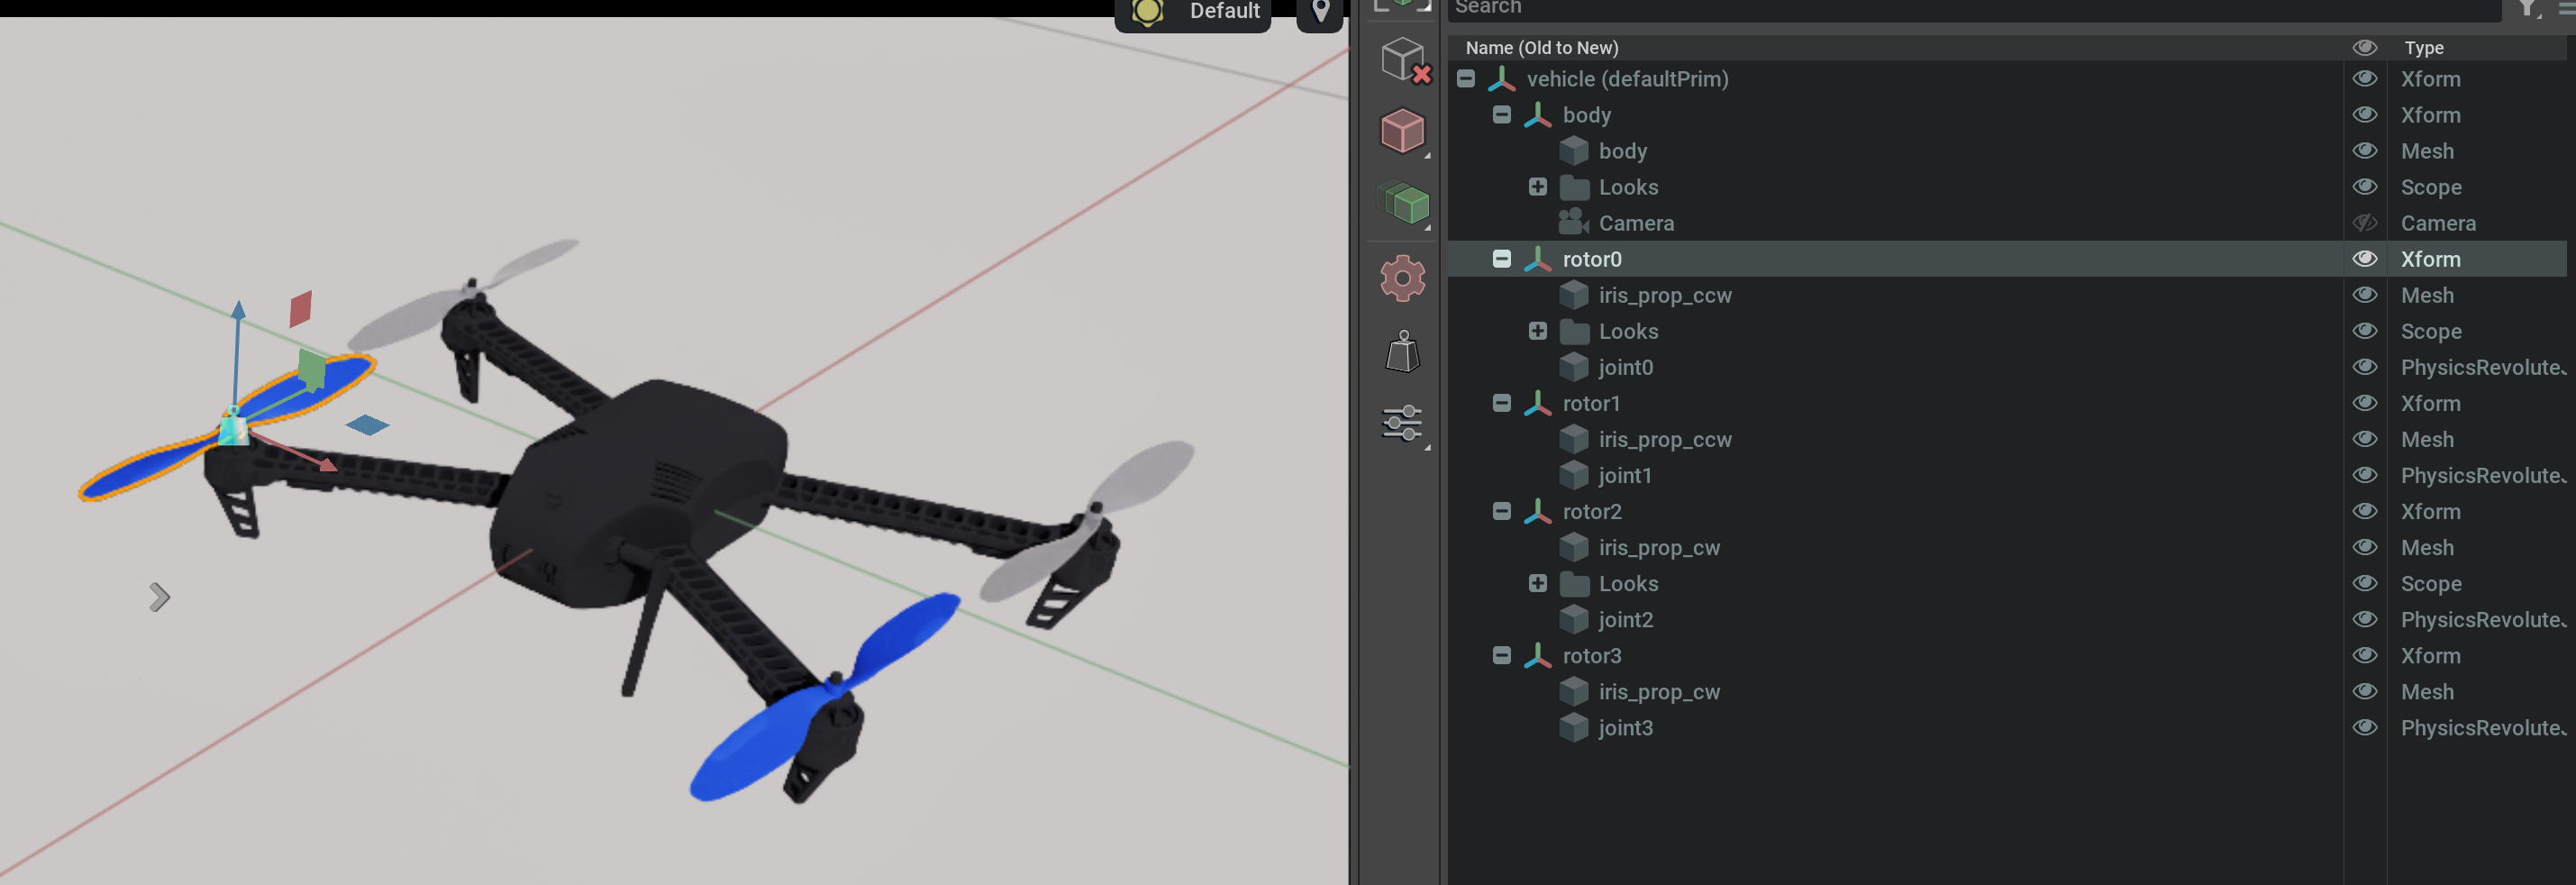 Default
Search
Name (Old to New) Type
vehicle (defaultPrim) Xform
body Xform
body Mesh
Looks Scope
Camera Camera
rotor0 Xform
iris_prop_ccw Mesh
Looks Scope
joint0 PhysicsRevolute
rotor1 Xform
iris_prop_ccw Mesh
joint1 PhysicsRevolute
rotor2 Xform
iris_prop_cw Mesh
Looks Scope
joint2 PhysicsRevolute
rotor3 Xform
iris_prop_cw Mesh
joint3 PhysicsRevolute